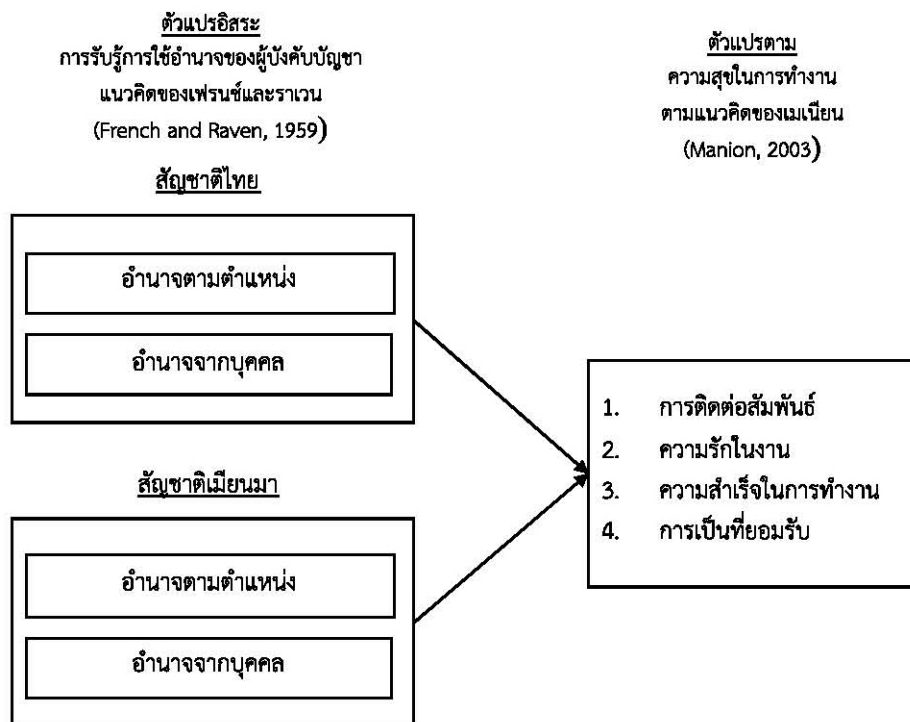 ตัวแปรอิสระ
การรับรู้การใช้อำนาจของผู้บังคับบัญชา
แนวคิดของเฟรนช์และราเวน
(French and Raven, 1959)
สัญชาติไทย
อำนาจตามตำแหน่ง
อำนาจจากบุคคล
สัญชาติเมียนมา
อำนาจตามตำแหน่ง
อำนาจจากบุคคล
ตัวแปรตาม
ความสุขในการทำงาน
ตามแนวคิดของเมเนียน
(Manion, 2003)
1. การติดต่อสัมพันธ์
2. ความรักในงาน
3. ความสำเร็จในการทำงาน
4. การเป็นที่ยอมรับ